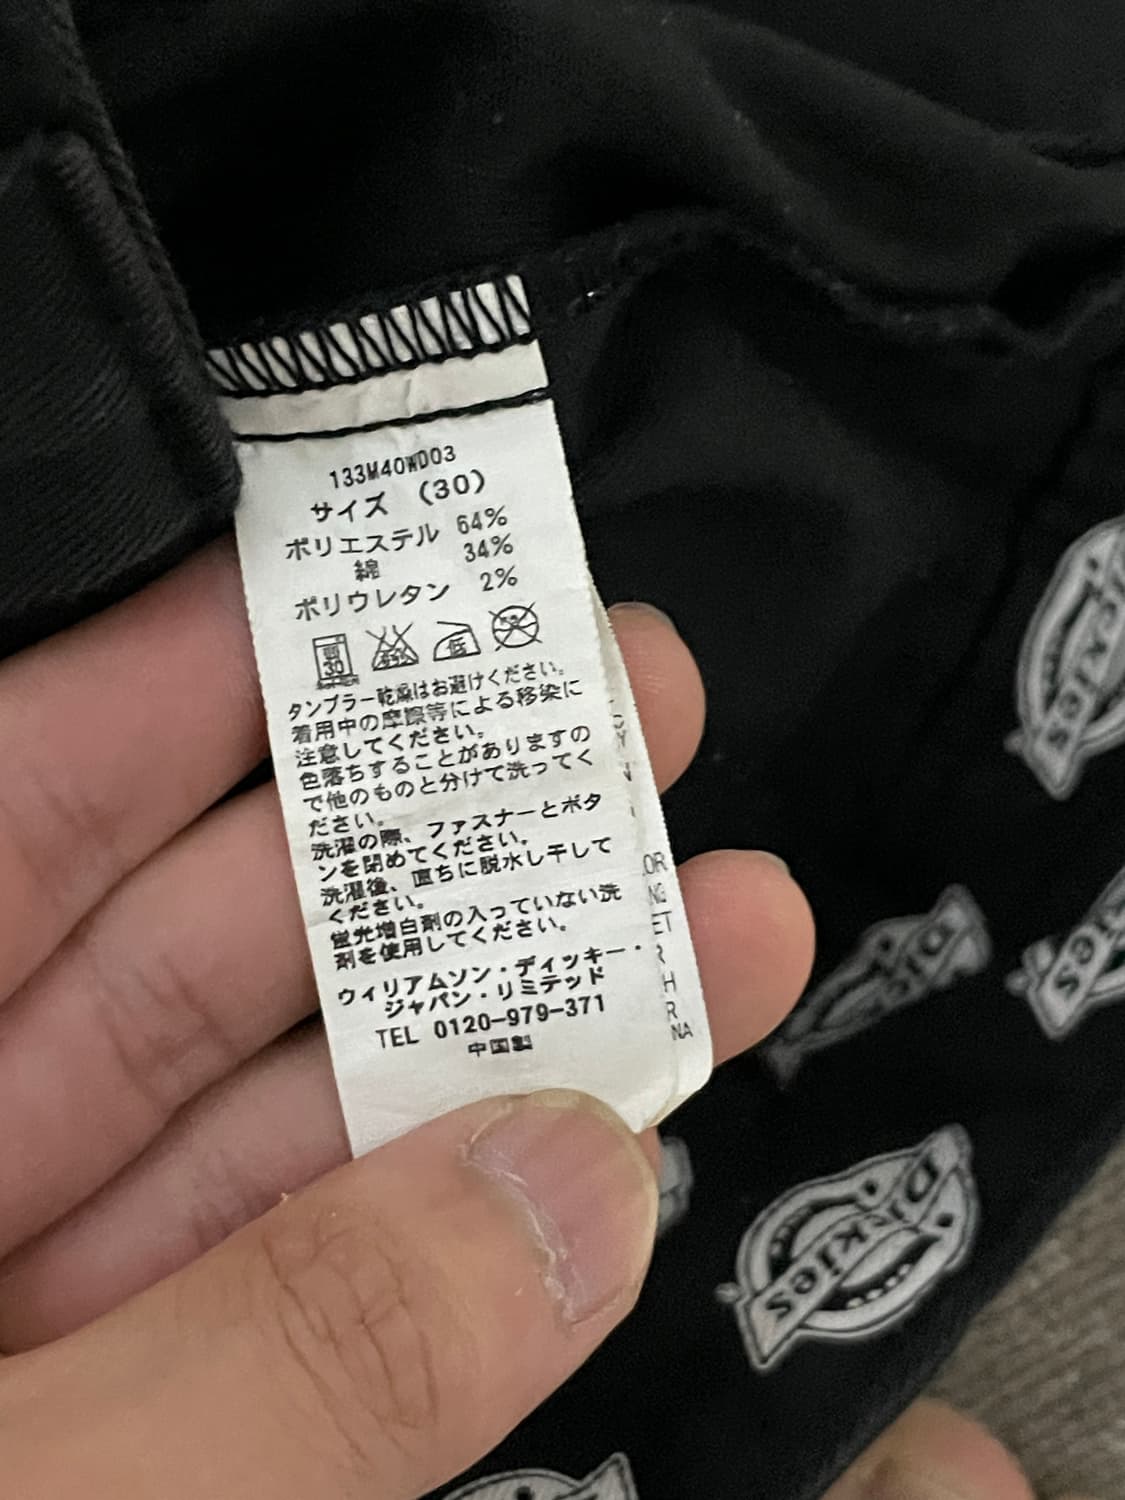 133M40WD03
サイズ (30)
ポリエステル 64%
綿 34%
ポリウレタン 2%
30
低
タンブラー乾燥はお避けください。
着用中の摩擦等による移染に
注意してください。
色落ちすることがありますの
で他のものと分けて洗ってく
ださい。
洗濯の際、ファスナーとボタ
ンを閉めてください。
洗濯後、直ちに脱水し干して
ください。
蛍光増白剤の入っていない洗
剤を使用してください。
ウィリアムソン・ディッキー・
ジャパン・リミテッド
TEL 0120-979-371
中国製
OR
NG
ET
R
H
R
NA
Dickies
Dickies
Dickies
Dickies